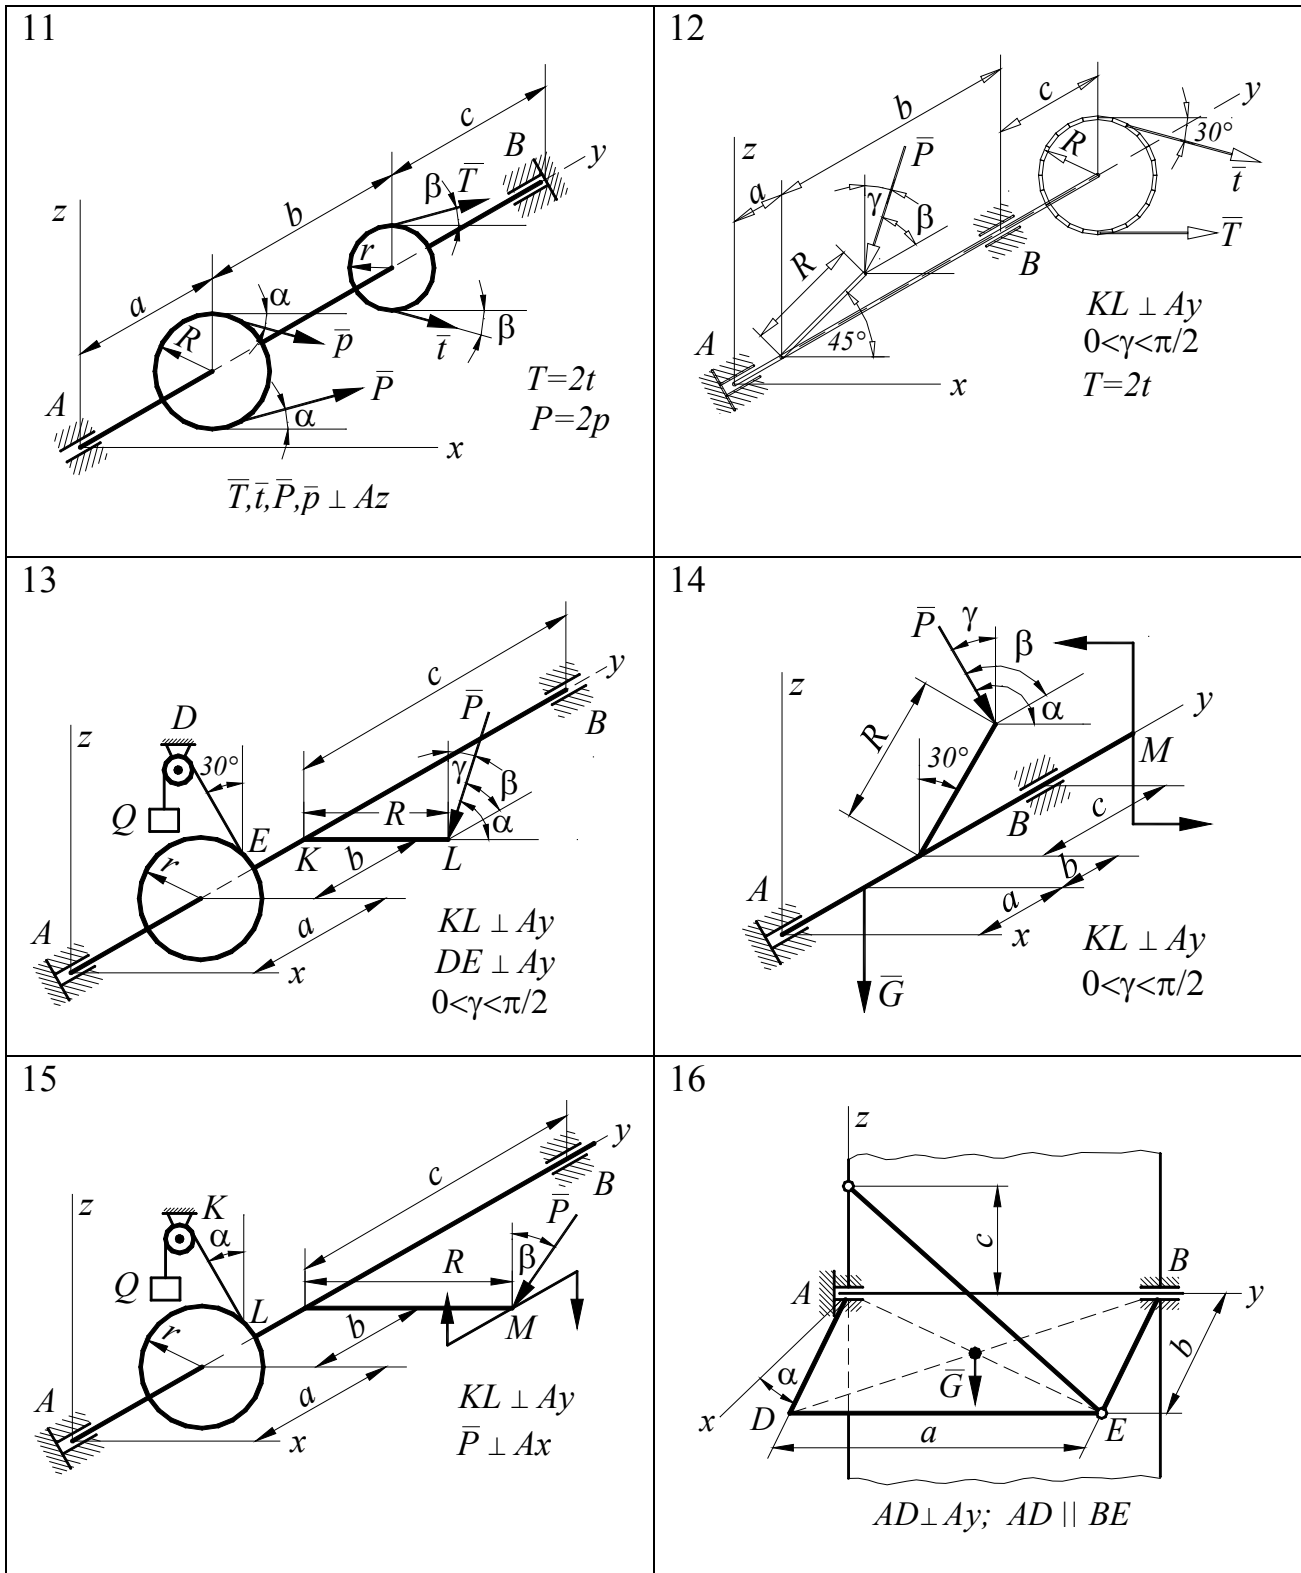 11
z
A
a
b
c
R
r
α
p̅
P̅
α
β
T̅
t̅
β
B
y
x
T=2t
P=2p
T̅,t̅,P̅,p̅ ⊥ Az
12
z
A
a
b
c
P̅
γ
β
R
45°
B
R
y
30°
t̅
T̅
x
KL ⊥ Ay
0<γ<π/2
T=2t
13
z
D
30°
Q
E
r
A
c
P̅
γ
β
α
R
K
L
b
a
x
y
B
KL ⊥ Ay
DE ⊥ Ay
0<γ<π/2
14
z
P̅
γ
β
α
R
30°
y
M
B
c
b
a
A
x
G̅
KL ⊥ Ay
0<γ<π/2
15
z
K
α
Q
L
r
A
c
P̅
β
R
M
b
a
x
y
B
KL ⊥ Ay
P̅ ⊥ Ax
16
z
c
A
B
y
b
α
G̅
x
D
E
a
AD⊥Ay; AD || BE